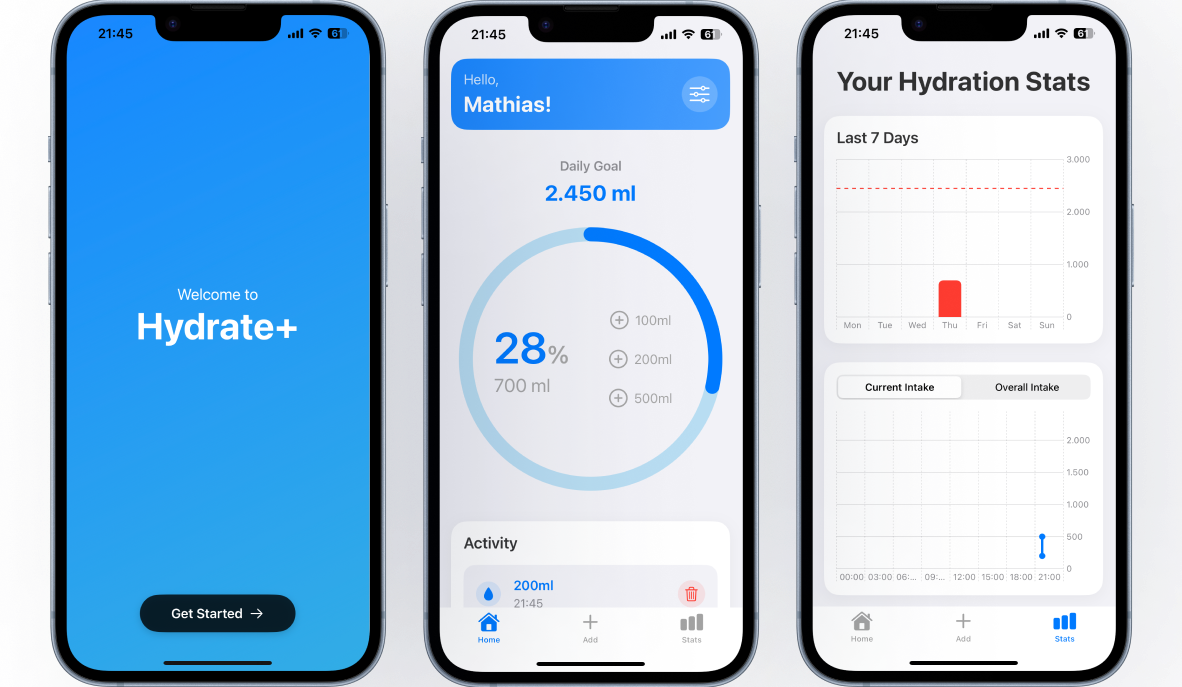 21:45
61
Welcome to
Hydrate+
Get Started →
21:45
61
Hello,
Mathias!
Daily Goal
2.450 ml
28%
700 ml
100ml
200ml
500ml
Activity
200ml
21:45
Home
Add
Stats
21:45
61
Your Hydration Stats
Last 7 Days
3.000
2.000
1.000
0
Mon Tue Wed Thu Fri Sat Sun
Current Intake Overall Intake
2.000
1.500
1.000
500
0
00:00 03:00 06:... 09:... 12:00 15:00 18:00 21:00
Home
Add
Stats